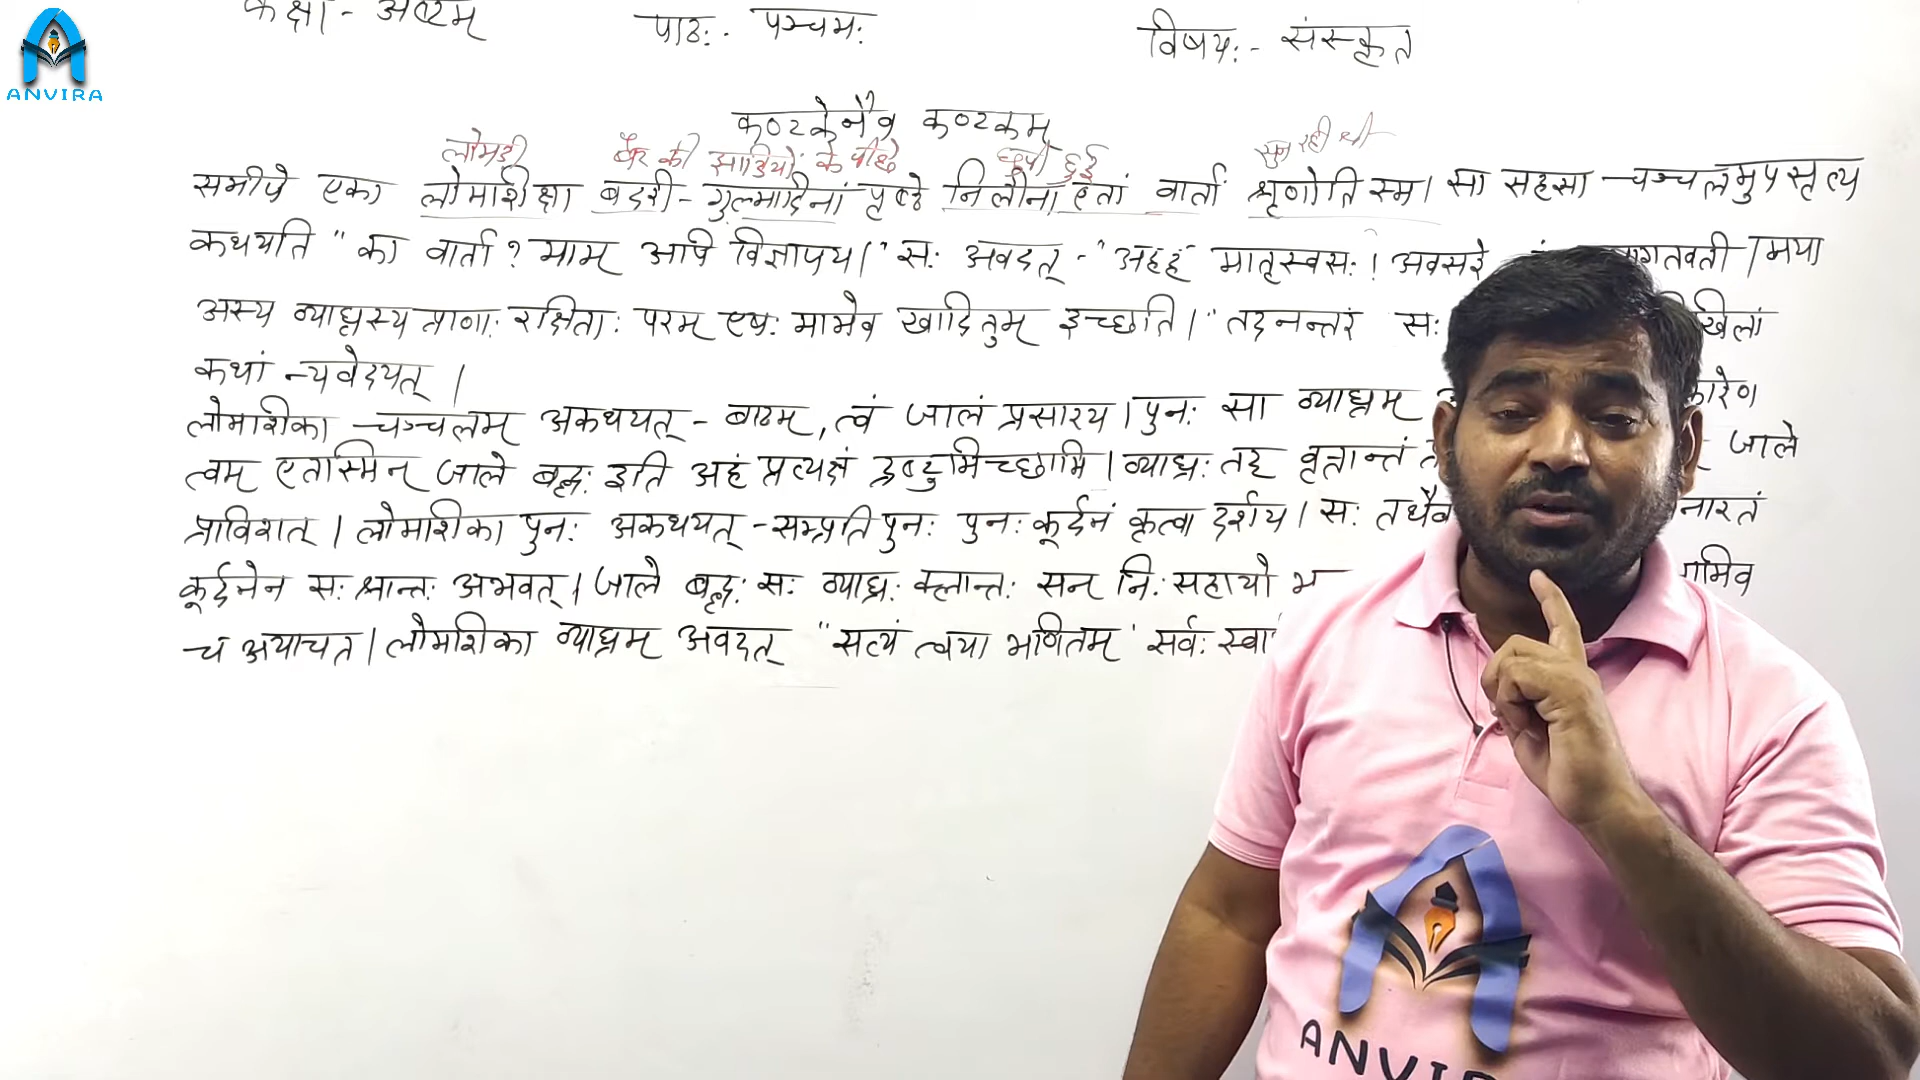 ANVIRA
कक्षा - अष्टम्
पाठः - पञ्चमः
विषयः - संस्कृत
कण्टकेनैव कण्टकम्
लोमड़ी बैर की झाडियों के पीछे छुपी हुई सुन रही थी
समीपे एका लोमशिक्षा बदरी - गुल्मादिनां पृष्ठे निलीना एतां वार्तां श्रृणोति स्म। सा सहसा चञ्चलमुपसृत्य
कथयति " का वार्ता ? माम् अपि विज्ञापय।" सः अवदत् - "अहहं मातृस्वसः ! अवसरे गतवती । मया
अस्य व्याघ्रस्य प्राणाः रक्षिताः परम् एषः मामेव खादितुम् इच्छति ।" तदनन्तरं सः खिलां
कथां न्यवेदयत् ।
लोमशिका चञ्चलम् अकथयत् - बाढम् , त्वं जालं प्रसारय । पुनः सा व्याघ्रम् कारेण
त्वम् एतास्मिन् जाले बद्धः इति अहं प्रत्यक्षं द्रष्टुमिच्छामि । व्याघ्रः तद् वृत्तान्तं जाले
प्राविशत् । लोमशिका पुनः अकथयत् - सम्प्रति पुनः पुनः कूर्दनं कृत्वा दर्शय । सः तथैव नारतं
कूर्दनेन सः श्रान्तः अभवत् । जाले बद्धः सः व्याघ्रः क्लान्तः सन् निः सहायो मिव
च अयाचत । लोमशिका व्याघ्रम् अवदत् "सत्यं त्वया भणितम् ' सर्वः
ANVIRA